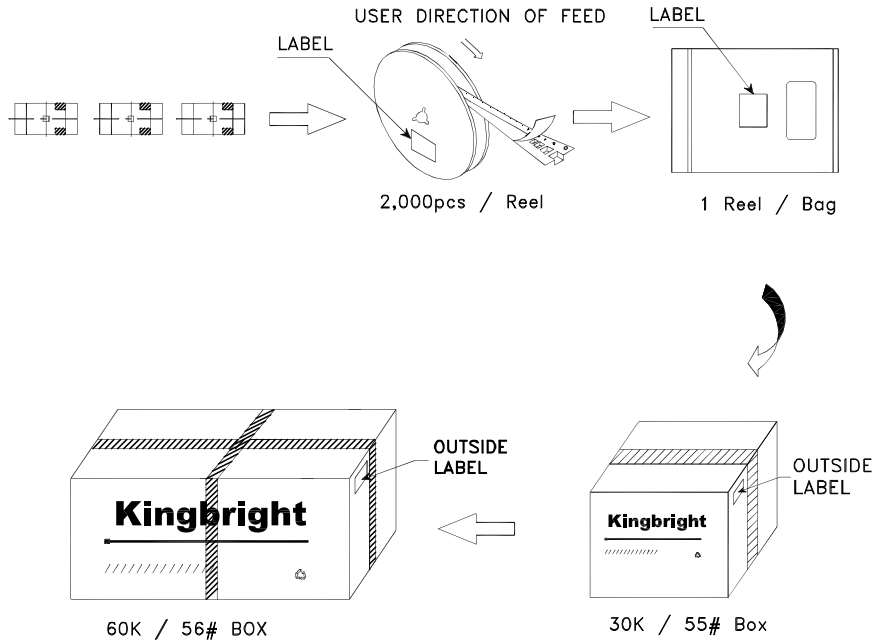 USER DIRECTION OF FEED
LABEL
LABEL
2,000pcs / Reel
1 Reel / Bag
OUTSIDE
LABEL
Kingbright
60K / 56# BOX
OUTSIDE
LABEL
Kingbright
30K / 55# Box